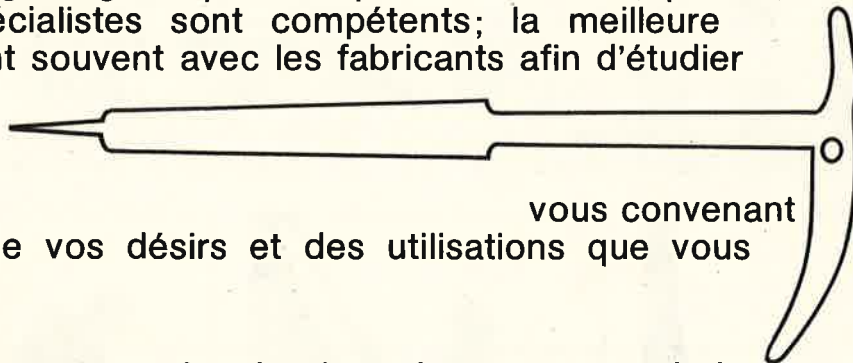 écialistes sont compétents; la meilleure
nt souvent avec les fabricants afin d'étudier
vous convenant
e vos désirs et des utilisations que vous